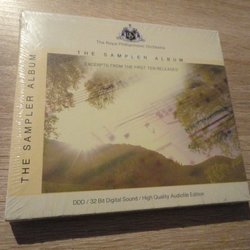 The Royal Philharmonic Orchestra
THE SAMPLER ALBUM
EXCERPTS FROM THE FIRST TEN RELEASES
THE SAMPLER ALBUM
DDD / 32 Bit Digital Sound / High Quality Audiofile Edition